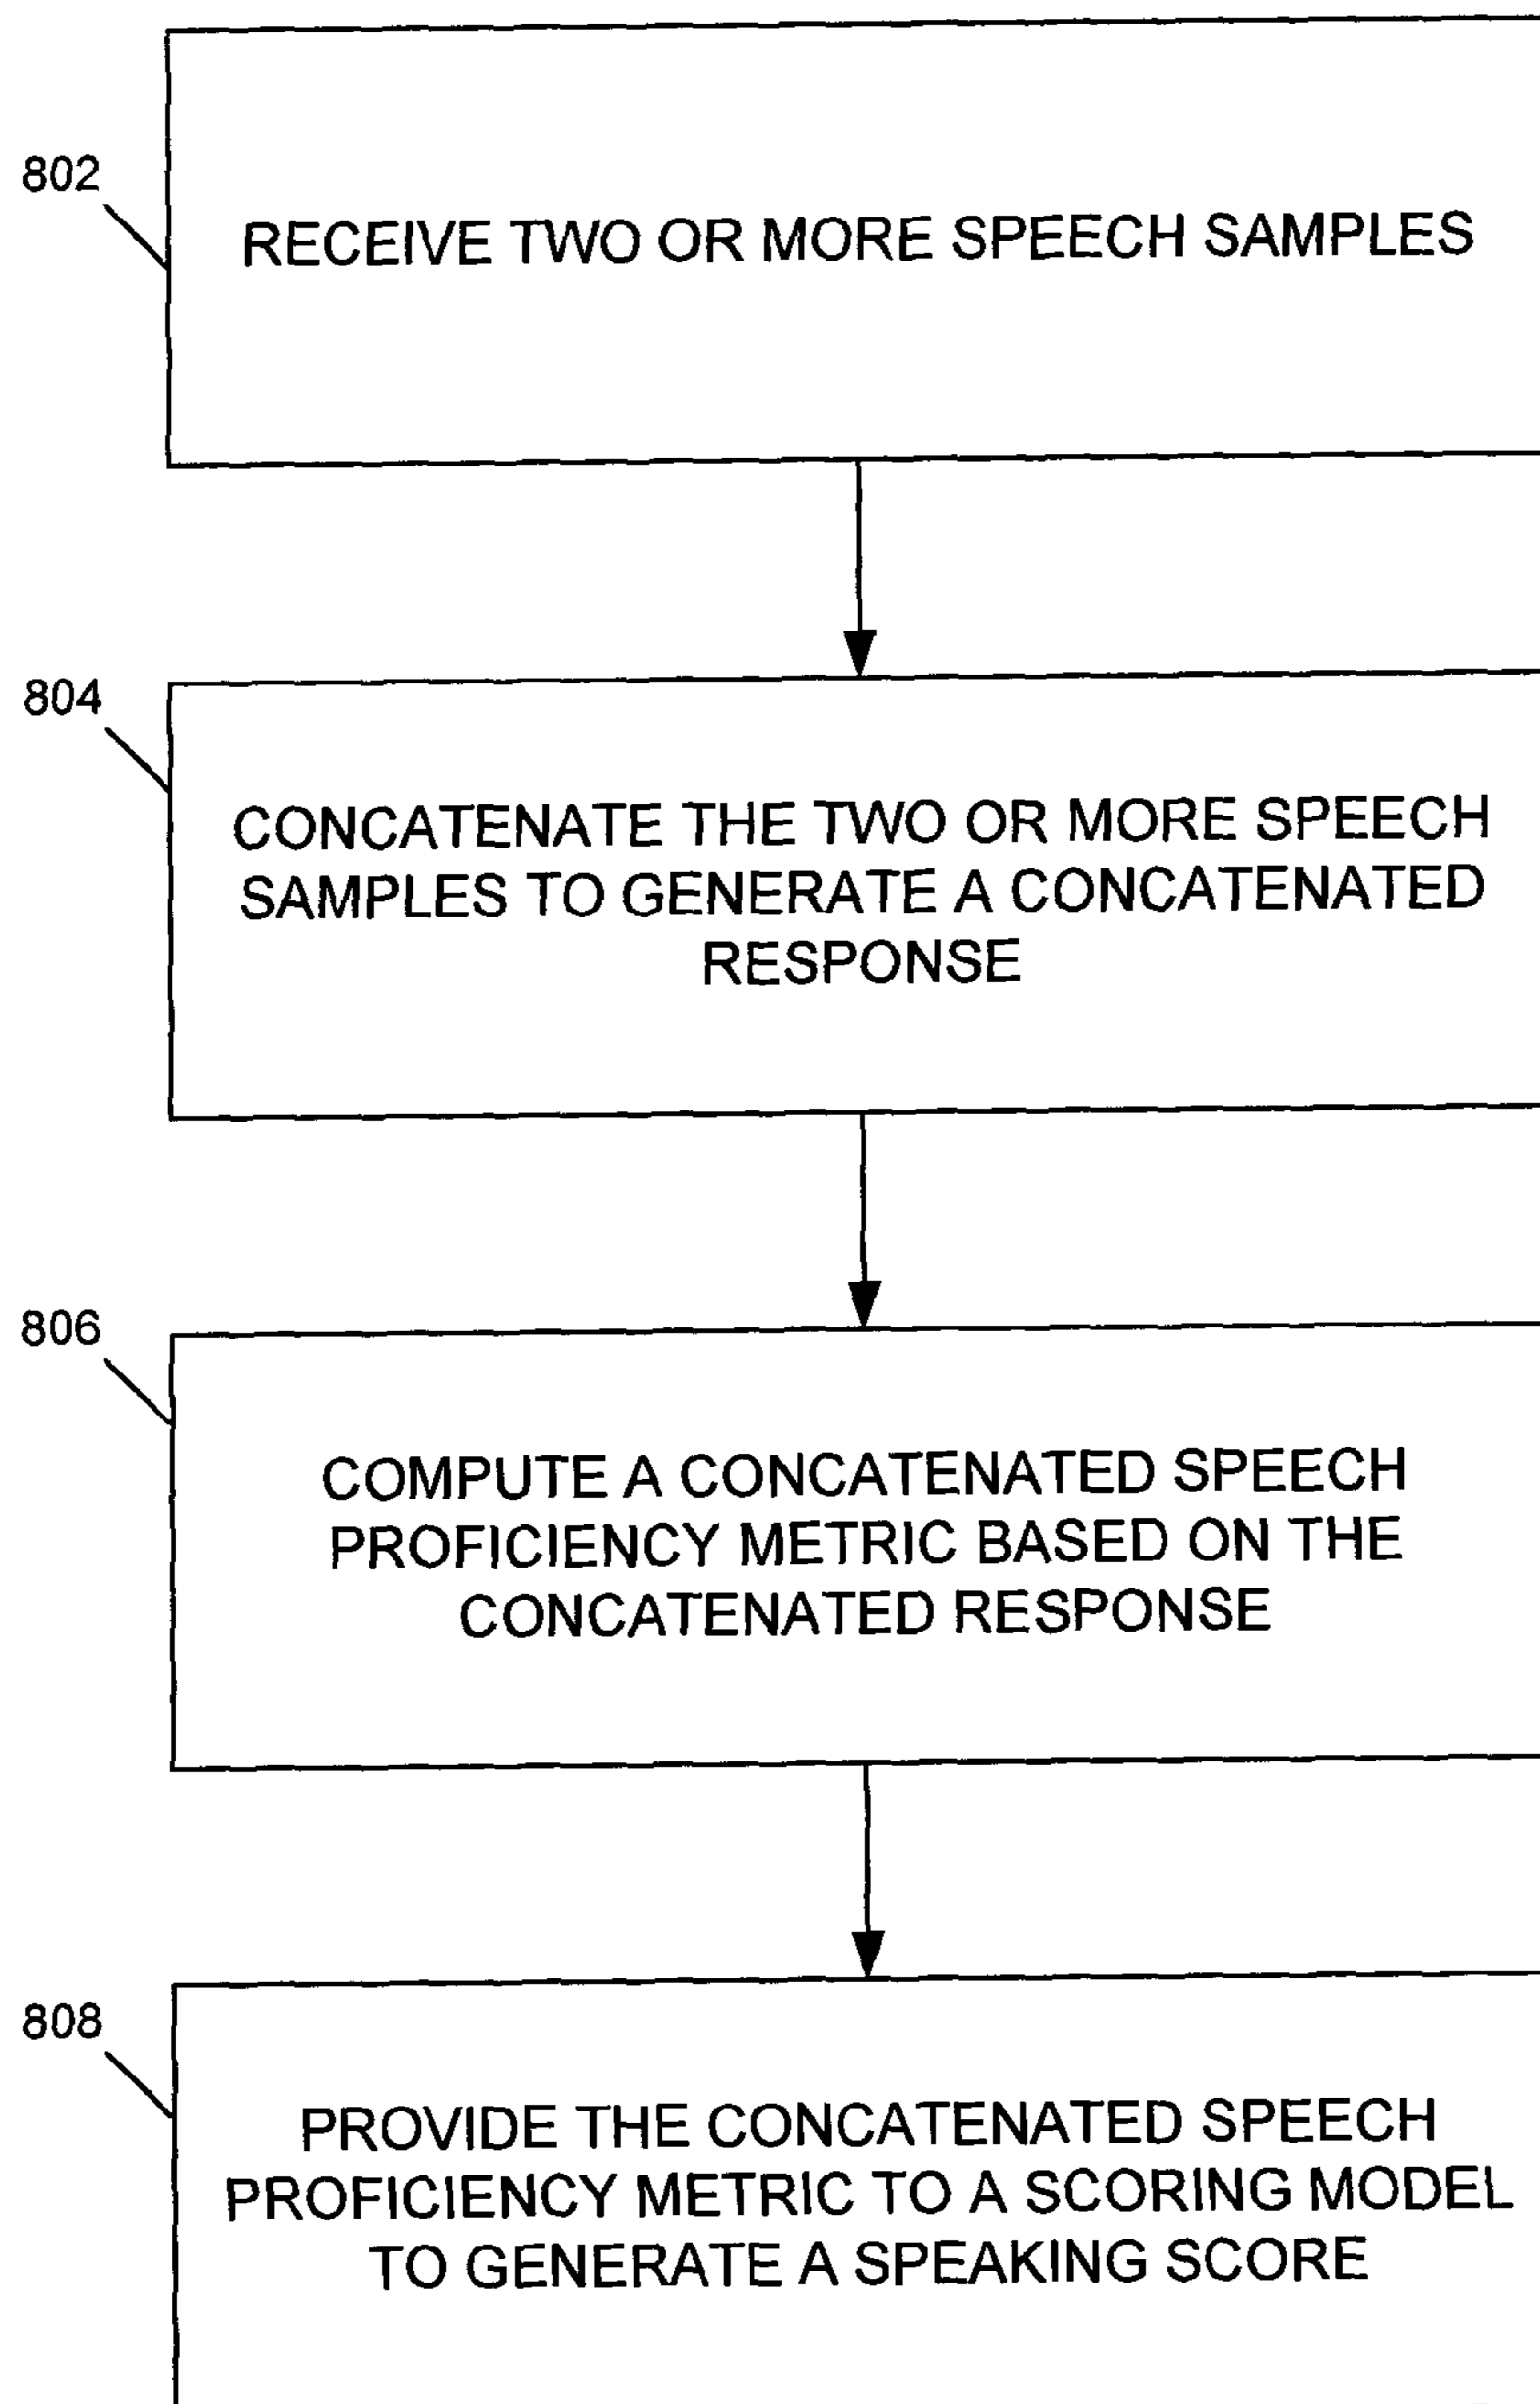 802
RECEIVE TWO OR MORE SPEECH SAMPLES
804
CONCATENATE THE TWO OR MORE SPEECH
SAMPLES TO GENERATE A CONCATENATED
RESPONSE
806
COMPUTE A CONCATENATED SPEECH
PROFICIENCY METRIC BASED ON THE
CONCATENATED RESPONSE
808
PROVIDE THE CONCATENATED SPEECH
PROFICIENCY METRIC TO A SCORING MODEL
TO GENERATE A SPEAKING SCORE